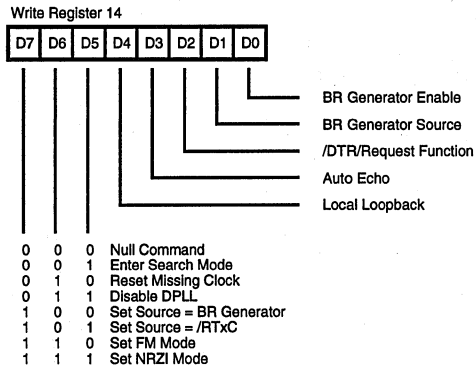 Write Register 14
D7 D6 D5 D4 D3 D2 D1 D0
BR Generator Enable
BR Generator Source
/DTR/Request Function
Auto Echo
Local Loopback
0 0 0 Null Command
0 0 1 Enter Search Mode
0 1 0 Reset Missing Clock
0 1 1 Disable DPLL
1 0 0 Set Source = BR Generator
1 0 1 Set Source = /RTxC
1 1 0 Set FM Mode
1 1 1 Set NRZI Mode